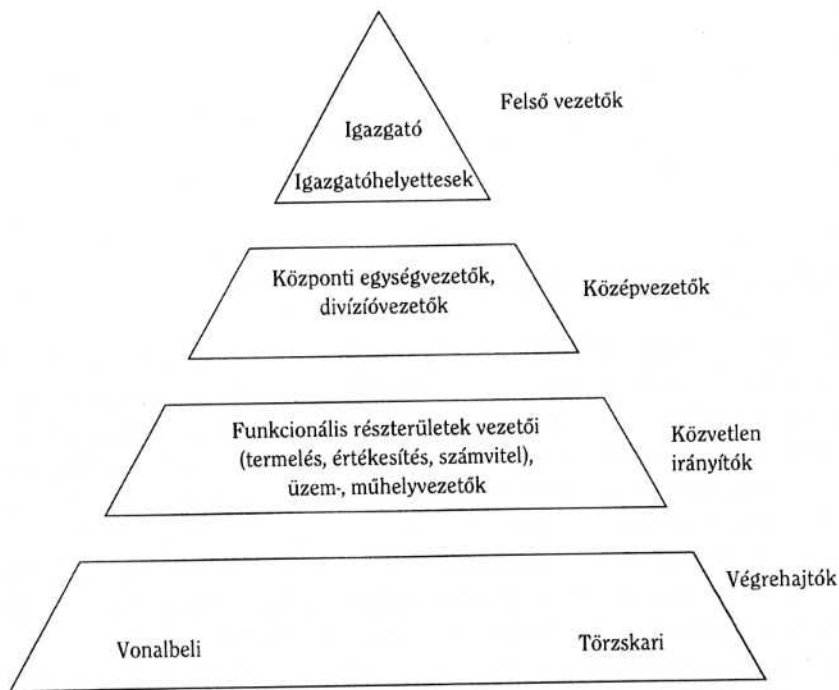 Felső vezetők
Igazgató
Igazgatóhelyettesek
Központi egységvezetők,
divízióvezetők
Középvezetők
Funkcionális részterületek vezetői
(termelés, értékesítés, számvitel),
üzem-, műhelyvezetők
Közvetlen
irányítók
Végrehajtók
Vonalbeli
Törzskari